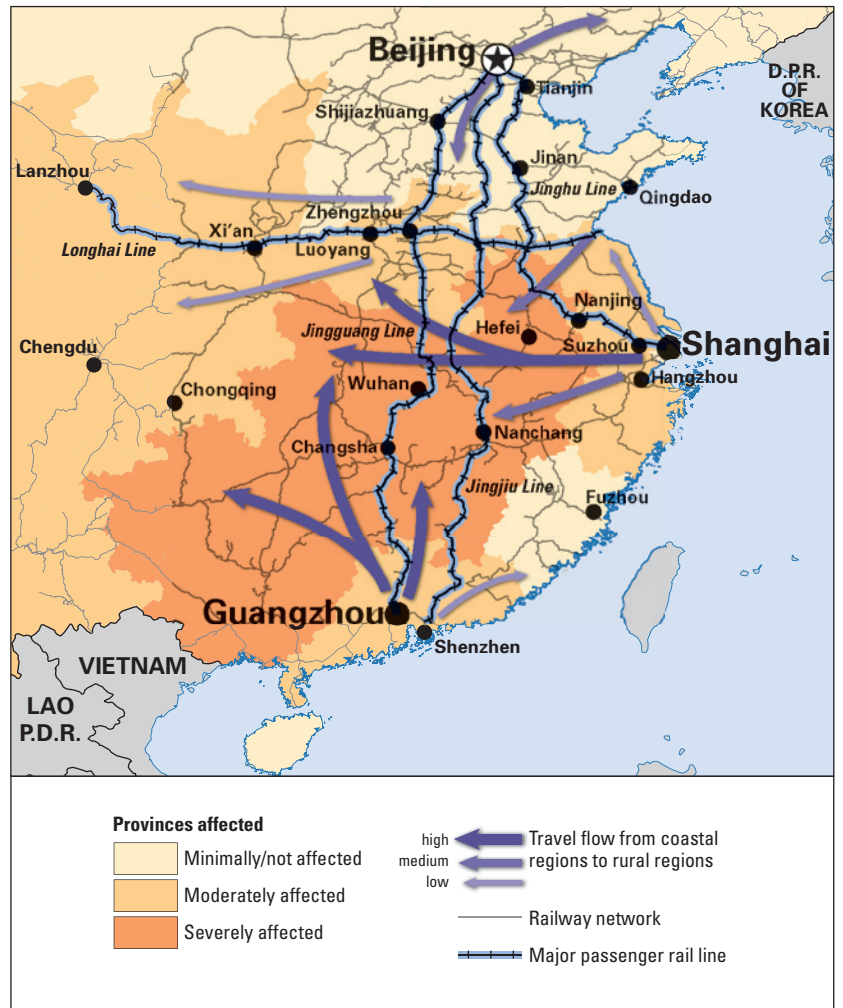 Beijing
D.P.R.
OF
KOREA
Tianjin
Shijiazhuang
Jinan
Lanzhou
Jinghu Line
Qingdao
Zhengzhou
Xi'an
Longhai Line
Luoyang
Nanjing
Jingguang Line
Hefei
Shanghai
Suzhou
Chengdu
Hangzhou
Chongqing
Wuhan
Nanchang
Changsha
Jingjiu Line
Fuzhou
Guangzhou
Shenzhen
VIETNAM
LAO
P.D.R.
Provinces affected
Minimally/not affected
Moderately affected
Severely affected
high
medium
low
Travel flow from coastal
regions to rural regions
Railway network
Major passenger rail line